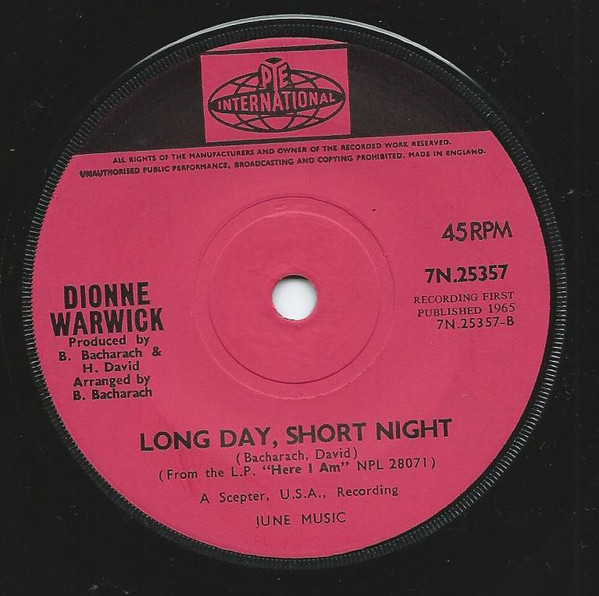 PYE
INTERNATIONAL
ALL RIGHTS OF THE MANUFACTURERS AND OWNER OF THE RECORDED WORK RESERVED.
UNAUTHORISED PUBLIC PERFORMANCE, BROADCASTING AND COPYING PROHIBITED. MADE IN ENGLAND.
45RPM
7N.25357
RECORDING FIRST
PUBLISHED 1965
7N.25357-B
DIONNE
WARWICK
Produced by
B. Bacharach &
H. David
Arranged by
B. Bacharach
LONG DAY, SHORT NIGHT
(Bacharach, David)
(From the L.P. "Here I Am" NPL 28071)
A Scepter, U.S.A., Recording
JUNE MUSIC